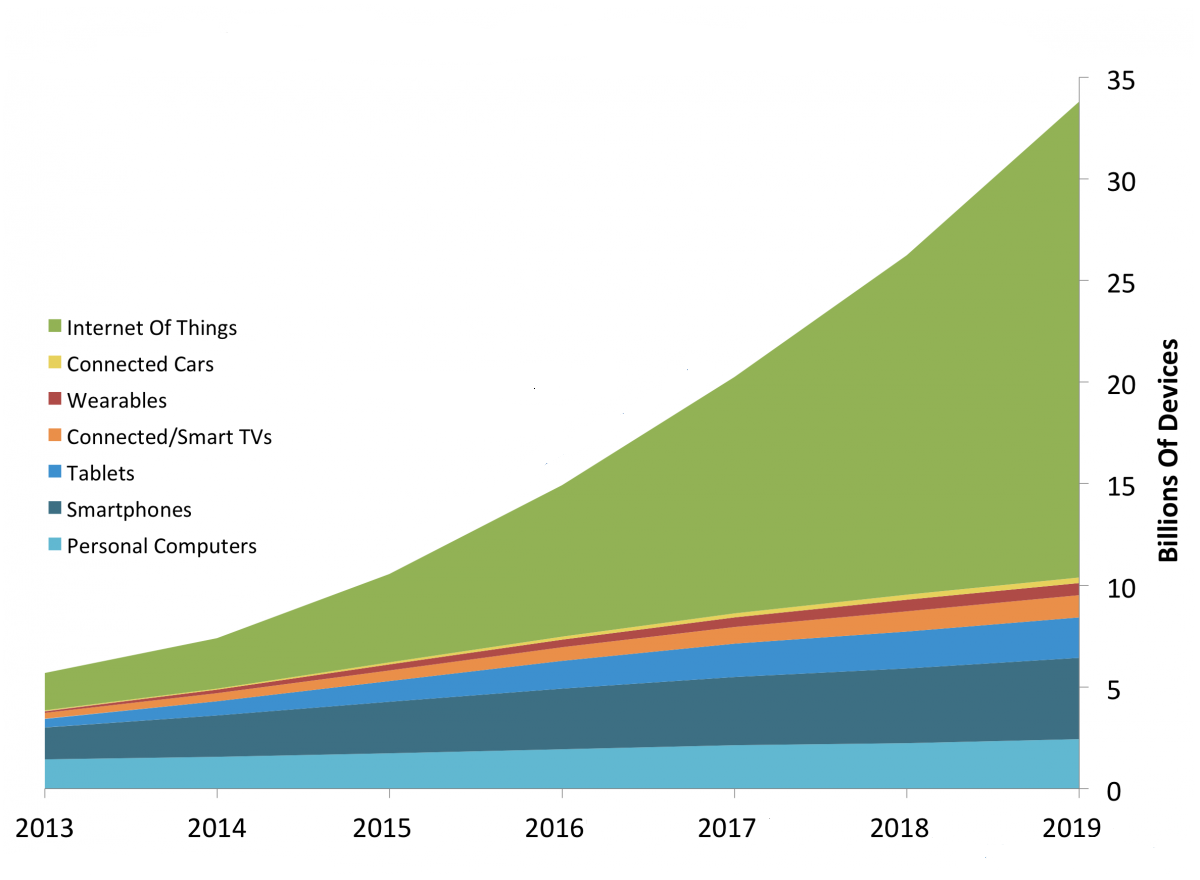 35
30
25
20
15
10
5
0
Billions Of Devices
Internet Of Things
Connected Cars
Wearables
Connected/Smart TVs
Tablets
Smartphones
Personal Computers
2013 2014 2015 2016 2017 2018 2019